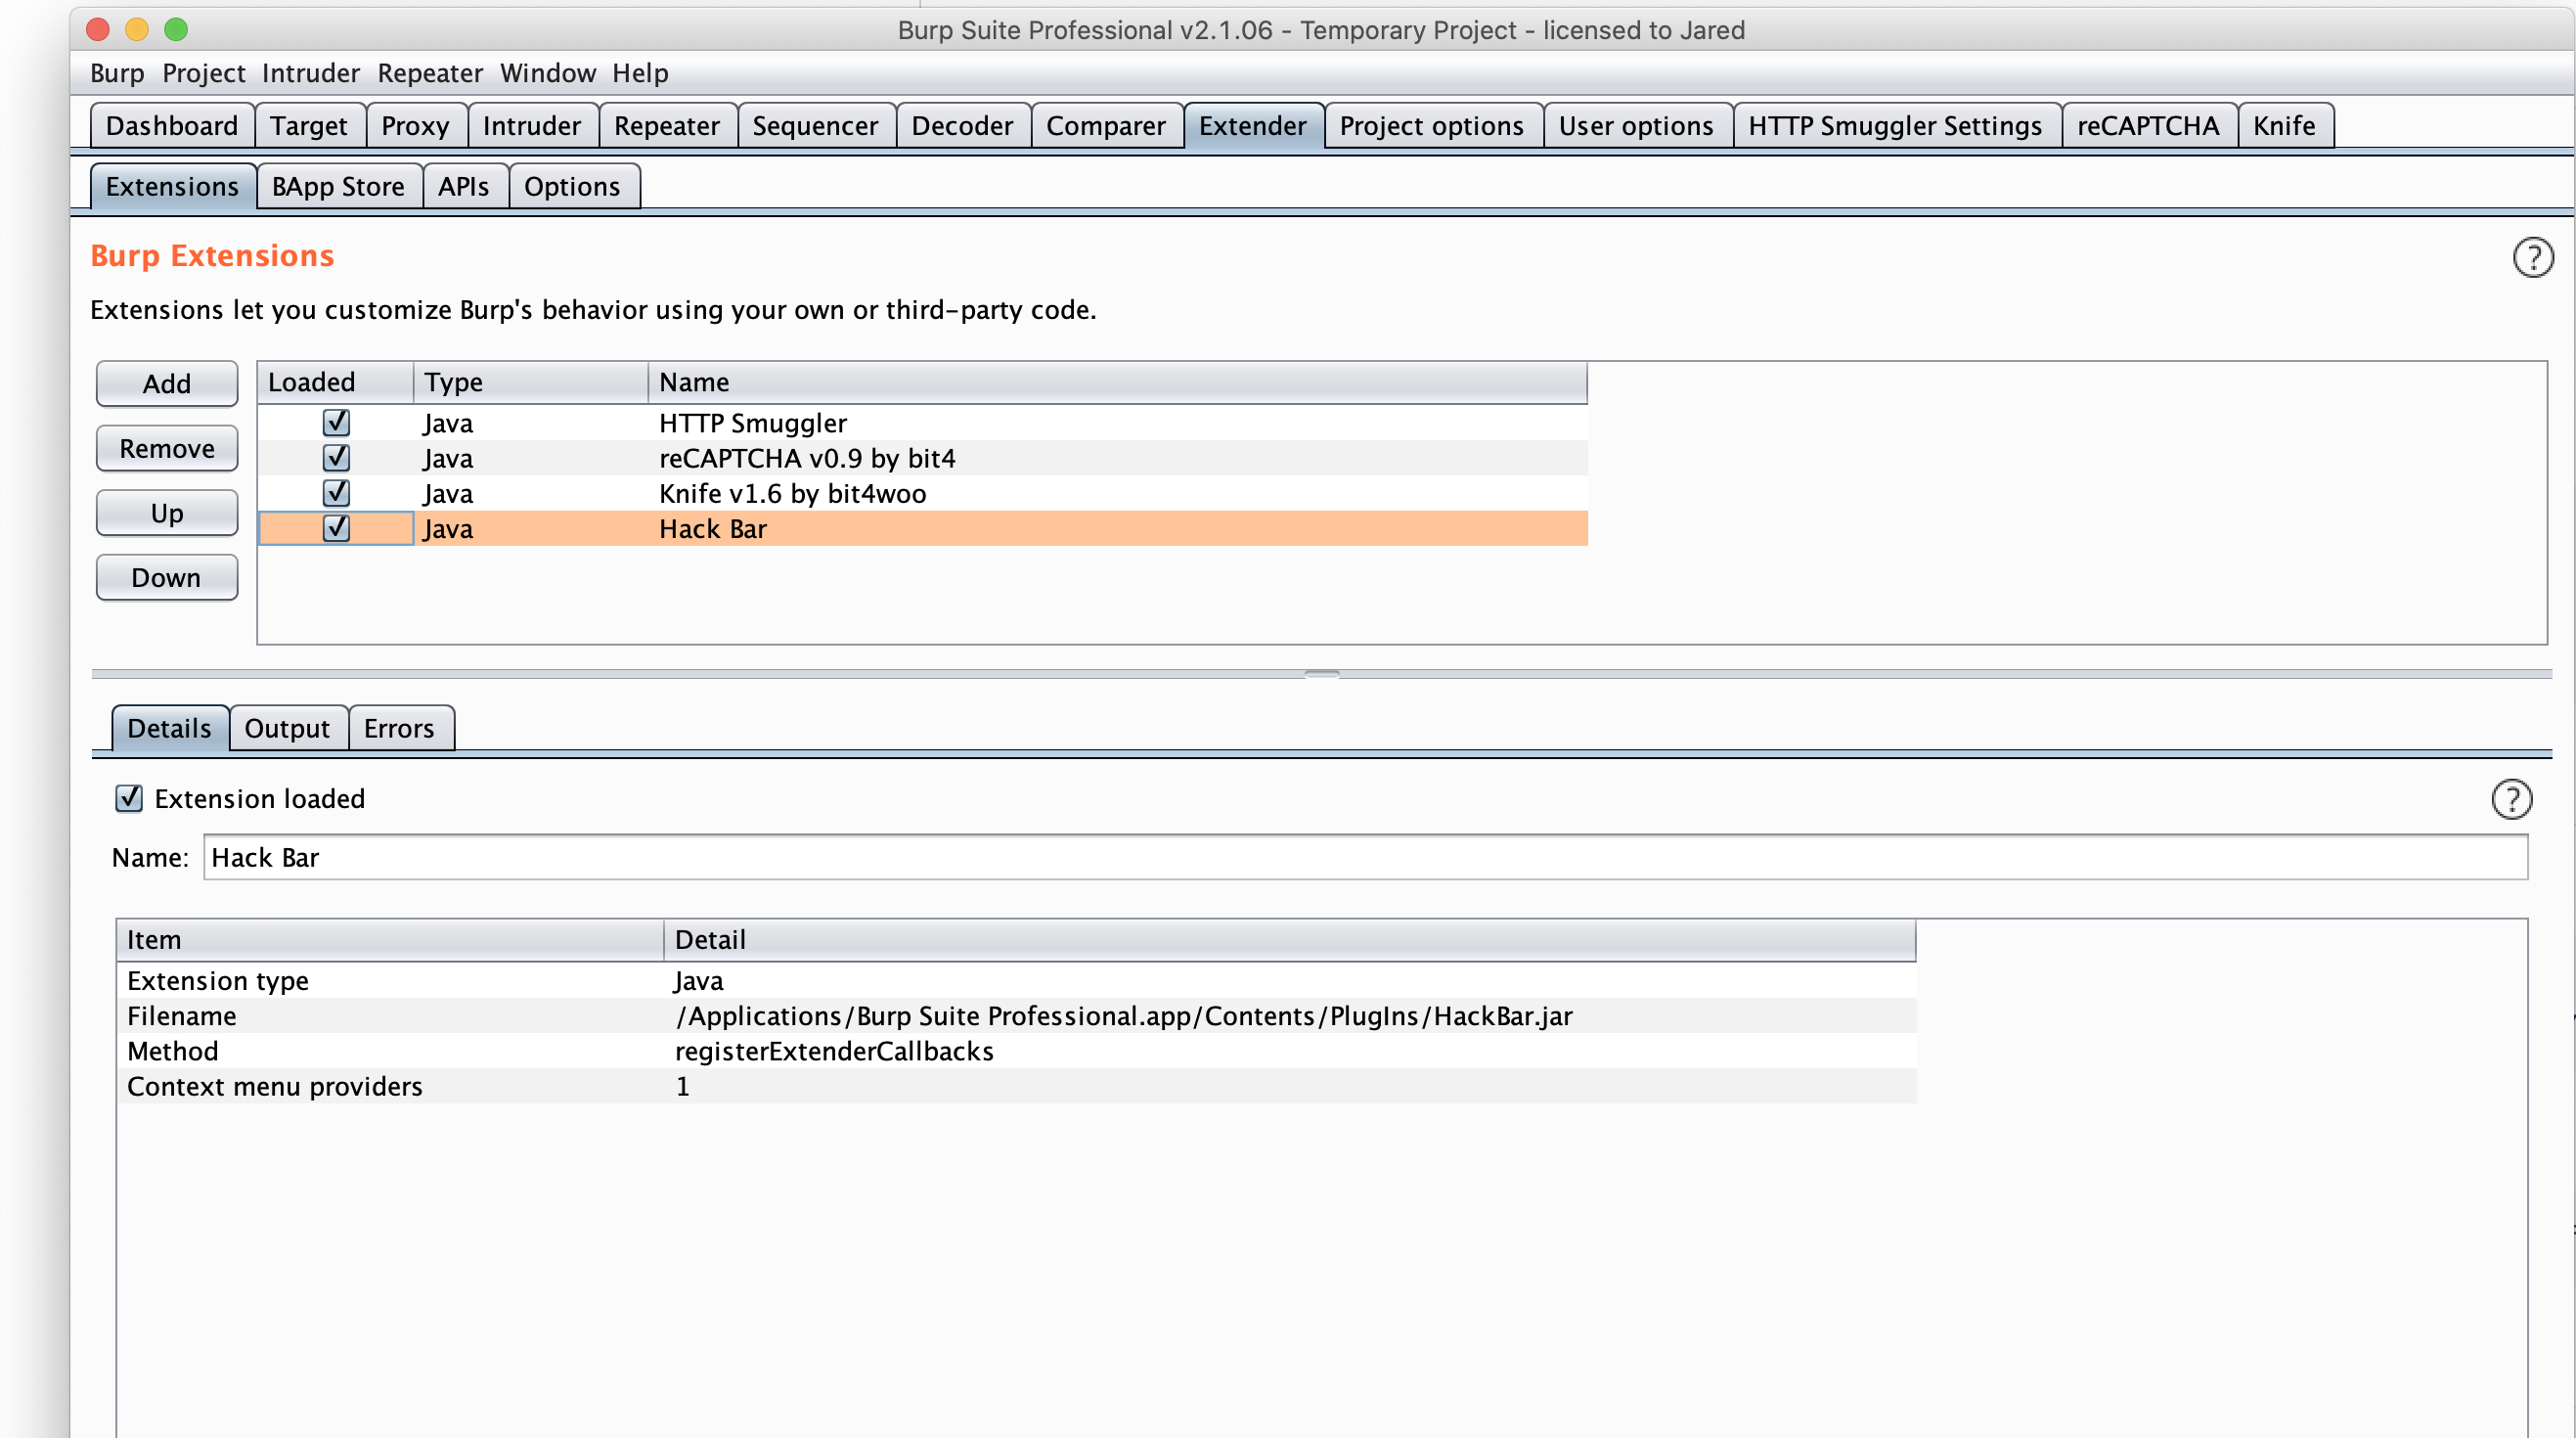 Burp Suite Professional v2.1.06 - Temporary Project - licensed to Jared
Burp Project Intruder Repeater Window Help
Dashboard Target Proxy Intruder Repeater Sequencer Decoder Comparer Extender Project options User options HTTP Smuggler Settings reCAPTCHA Knife
Extensions BApp Store APIs Options
Burp Extensions
?
Extensions let you customize Burp's behavior using your own or third-party code.
Add
Remove
Up
Down
Loaded Type Name
Java HTTP Smuggler
Java reCAPTCHA v0.9 by bit4
Java Knife v1.6 by bit4woo
Java Hack Bar
Details Output Errors
Extension loaded
?
Name: Hack Bar
Item Detail
Extension type Java
Filename /Applications/Burp Suite Professional.app/Contents/PlugIns/HackBar.jar
Method registerExtenderCallbacks
Context menu providers 1